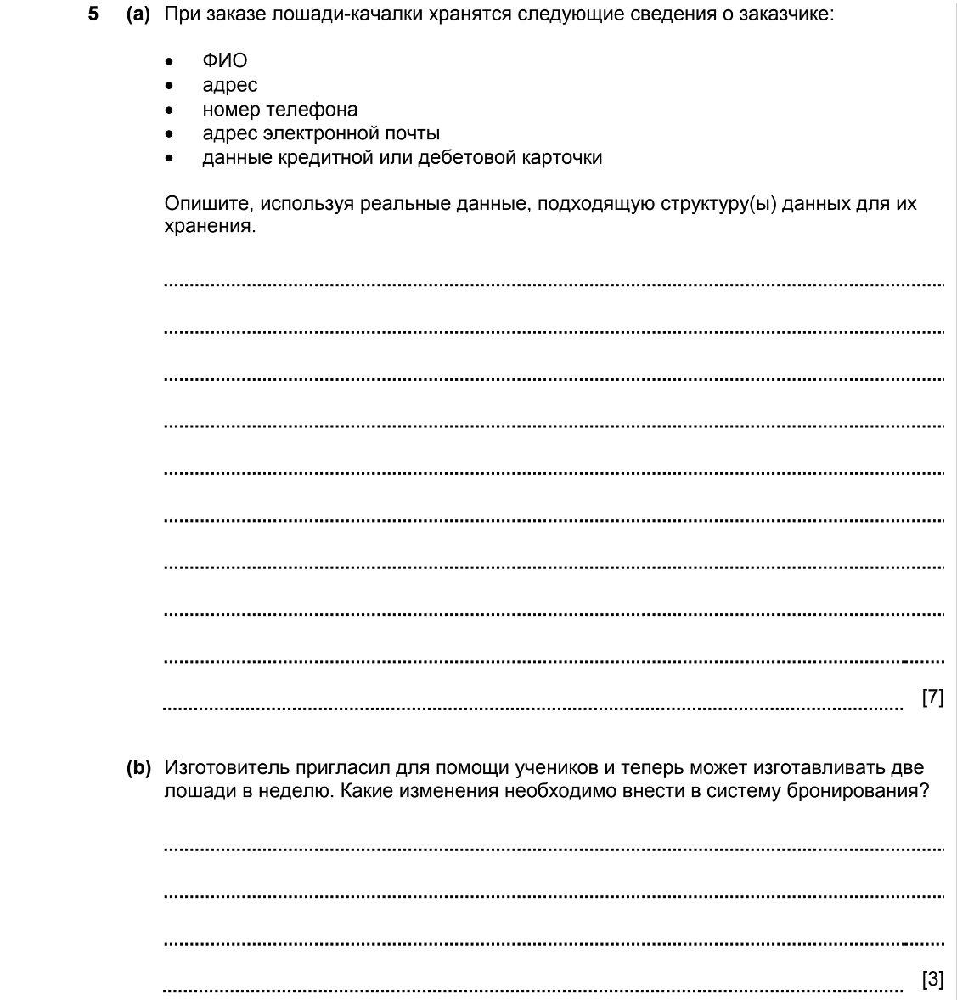 5 (a) При заказе лошади-качалки хранятся следующие сведения о заказчике:
• ФИО
• адрес
• номер телефона
• адрес электронной почты
• данные кредитной или дебетовой карточки
Опишите, используя реальные данные, подходящую структуру(ы) данных для их
хранения.
[7]
(b) Изготовитель пригласил для помощи учеников и теперь может изготавливать две
лошади в неделю. Какие изменения необходимо внести в систему бронирования?
[3]